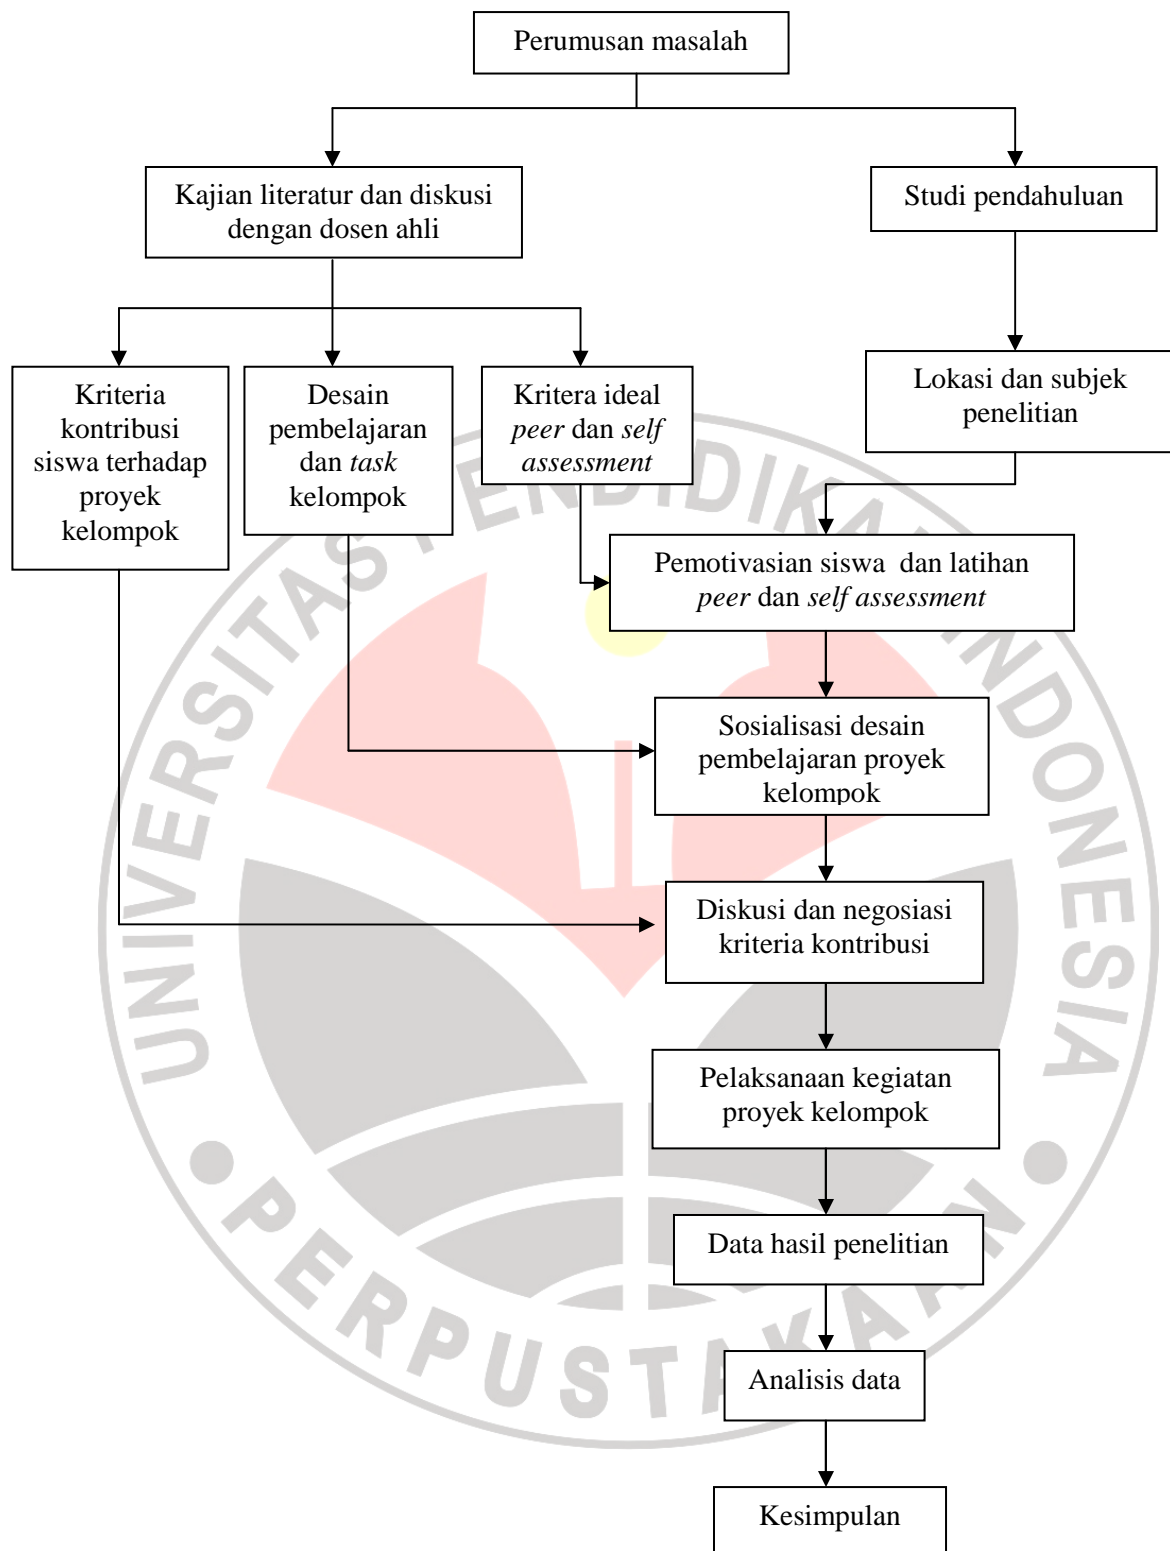 Perumusan masalah
Kajian literatur dan diskusi
dengan dosen ahli
Studi pendahuluan
Kriteria
kontribusi
siswa terhadap
proyek
kelompok
Desain
pembelajaran
dan task
kelompok
Kritera ideal
peer dan self
assessment
Lokasi dan subjek
penelitian
Pemotivasian siswa dan latihan
peer dan self assessment
Sosialisasi desain
pembelajaran proyek
kelompok
Diskusi dan negosiasi
kriteria kontribusi
Pelaksanaan kegiatan
proyek kelompok
Data hasil penelitian
Analisis data
Kesimpulan
UNIVERSITAS PENDIDIKAN INDONESIA
PERPUSTAKAAN